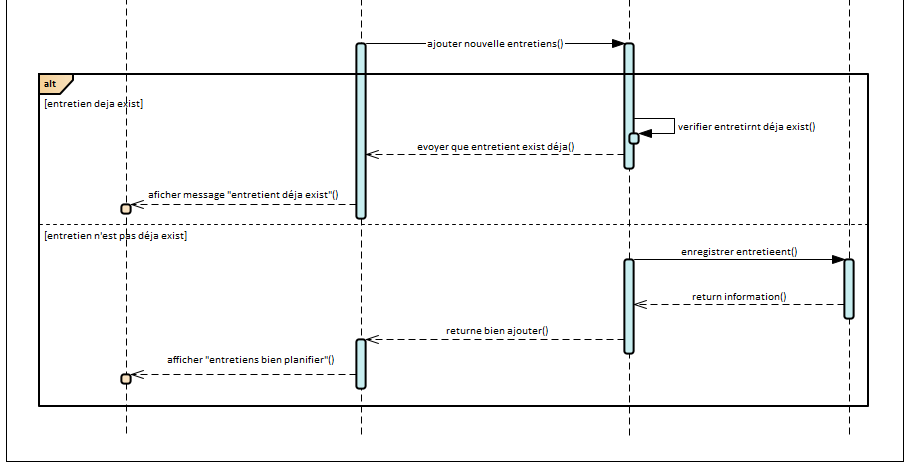 ajouter nouvelle entretiens()
alt
[entretien deja exist]
verifier entretirnt déja exist()
evoyer que entretient exist déja()
aficher message "entretient déja exist"()
[entretien n'est pas déja exist]
enregistrer entretieent()
return information()
returne bien ajouter()
afficher "entretiens bien planifier"()